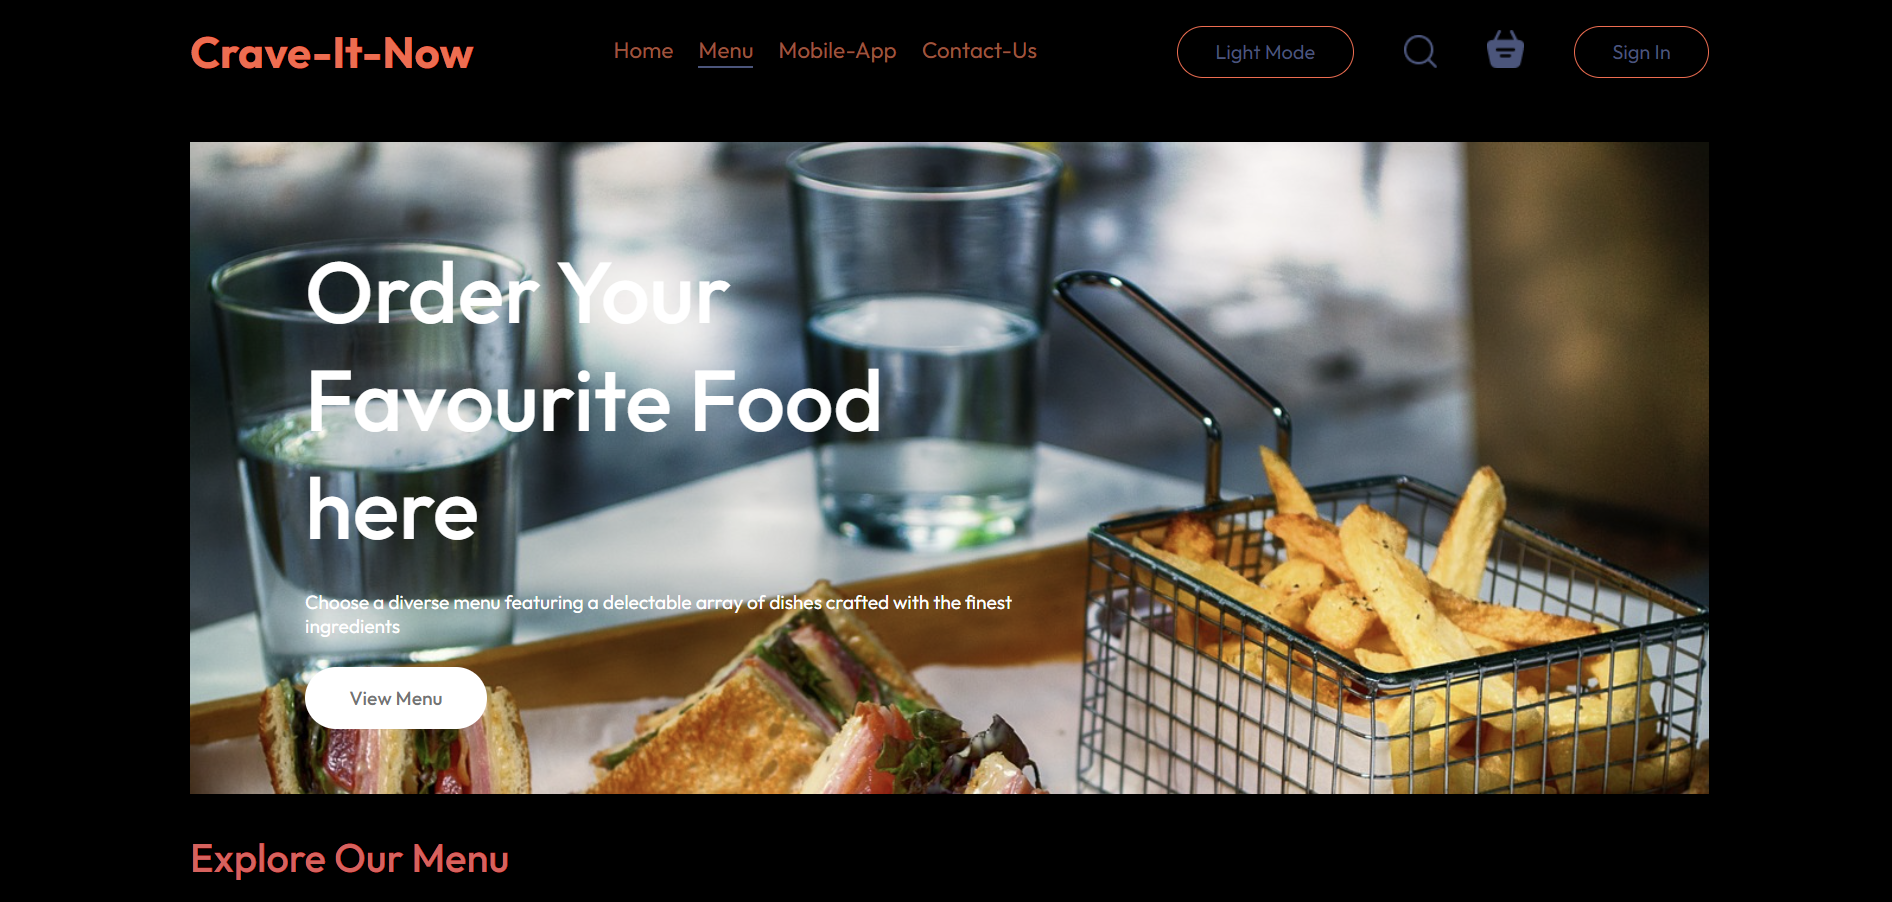 Crave-It-Now
Home Menu Mobile-App Contact-Us
Light Mode
Sign In
Order Your
Favourite Food
here
Choose a diverse menu featuring a delectable array of dishes crafted with the finest
ingredients
View Menu
Explore Our Menu